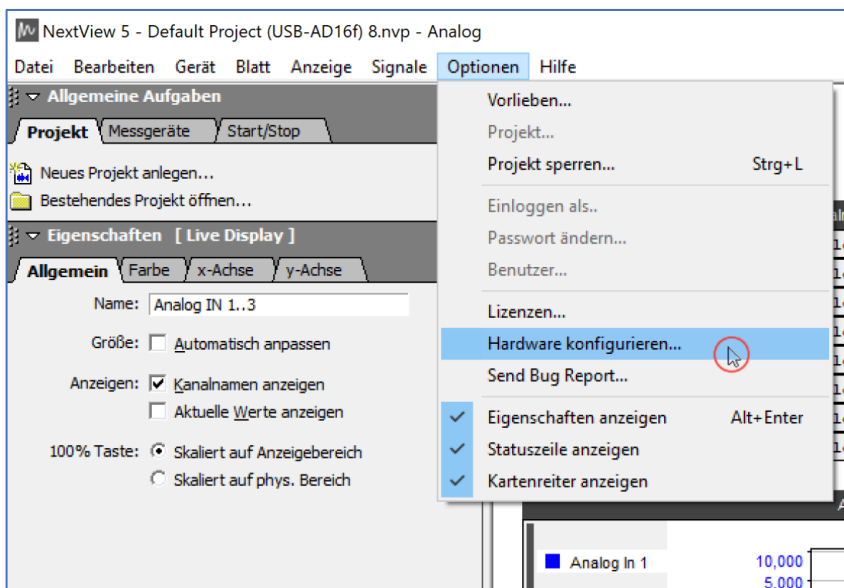 NextView 5 - Default Project (USB-AD16f) 8.nvp - Analog
Datei Bearbeiten Gerät Blatt Anzeige Signale Optionen Hilfe
Allgemeine Aufgaben
Projekt Messgeräte Start/Stop
Neues Projekt anlegen...
Bestehendes Projekt öffnen...
Eigenschaften [ Live Display ]
Allgemein Farbe x-Achse y-Achse
Name: Analog IN 1..3
Größe: Automatisch anpassen
Anzeigen: Kanalnamen anzeigen
Aktuelle Werte anzeigen
100% Taste: Skaliert auf Anzeigebereich
Skaliert auf phys. Bereich
Vorlieben...
Projekt...
Projekt sperren... Strg+L
Einloggen als..
Passwort ändern...
Benutzer...
Lizenzen...
Hardware konfigurieren...
Send Bug Report...
Eigenschaften anzeigen Alt+Enter
Statuszeile anzeigen
Kartenreiter anzeigen
Analog In 1
10,000
5,000